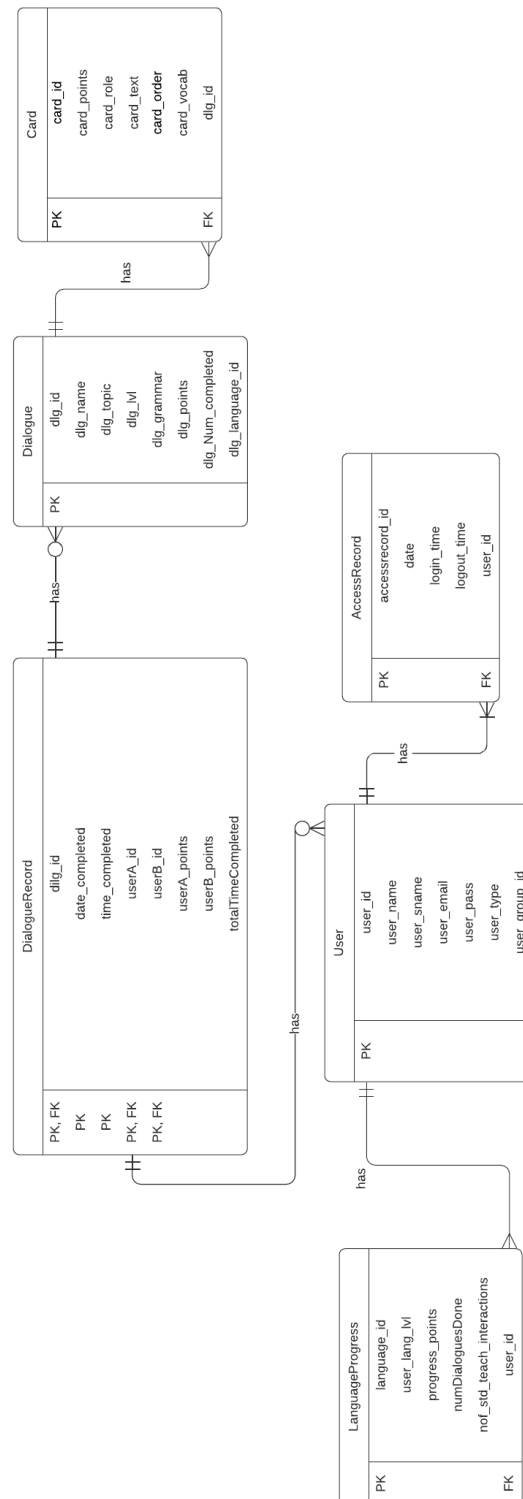 Card
PK card_id
card_points
card_role
card_text
card_order
card_vocab
FK dlg_id
has
Dialogue
PK dlg_id
dlg_name
dlg_topic
dlg_lvl
dlg_grammar
dlg_points
dlg_Num_completed
dlg_language_id
has
DialogueRecord
PK, FK dilg_id
PK date_completed
PK time_completed
PK, FK userA_id
PK, FK userB_id
userA_points
userB_points
totalTimeCompleted
has
AccessRecord
PK accessrecord_id
date
login_time
logout_time
FK user_id
has
User
PK user_id
user_name
user_sname
user_email
user_pass
user_type
user_group_id
has
LanguageProgress
PK language_id
user_lang_lvl
progress_points
numDialoguesDone
nof_std_teach_interactions
FK user_id